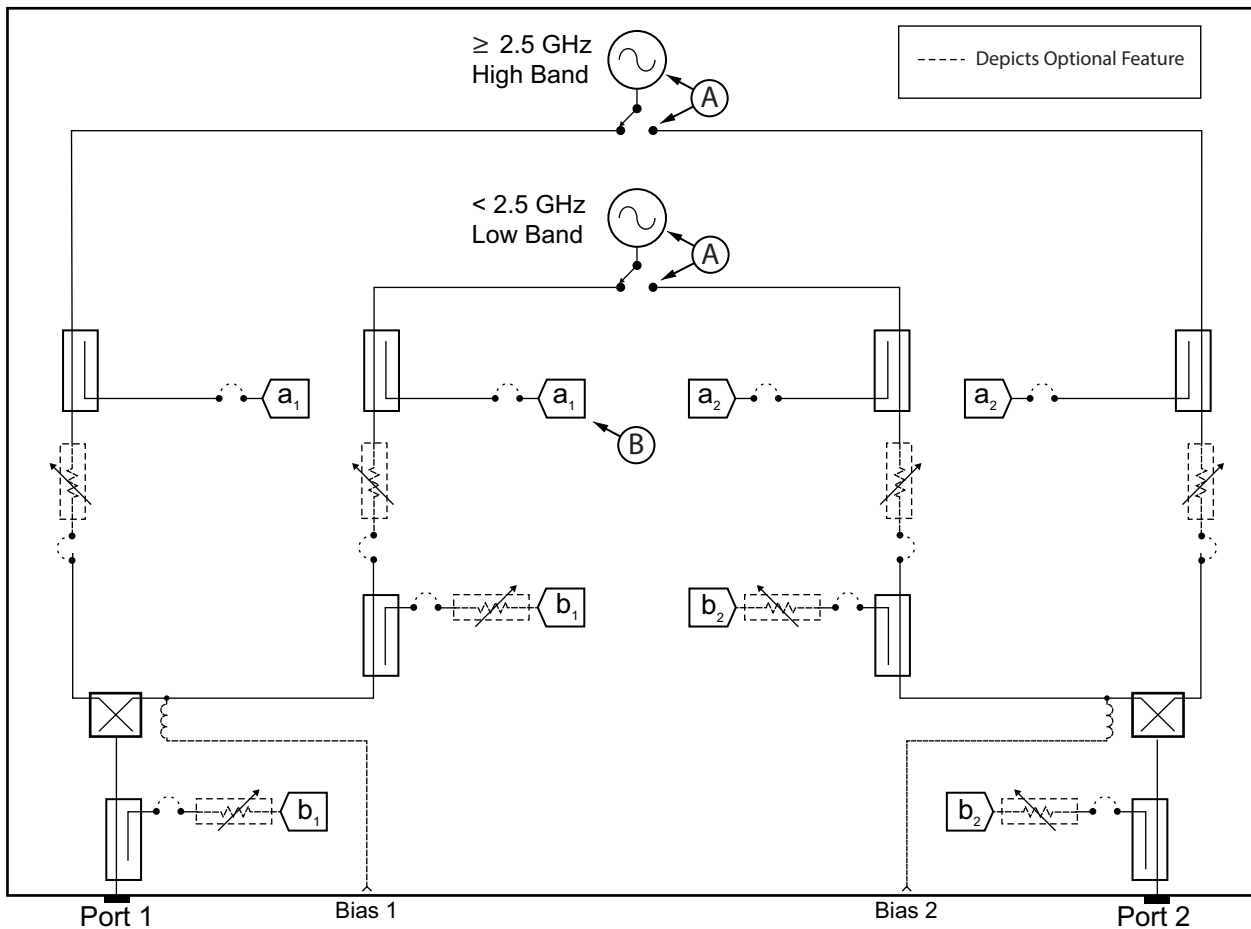 ≥ 2.5 GHz
High Band
A
---- Depicts Optional Feature
< 2.5 GHz
Low Band
A
a₁
a₁
a₂
a₂
B
b₁
b₂
b₁
b₂
Port 1
Bias 1
Bias 2
Port 2